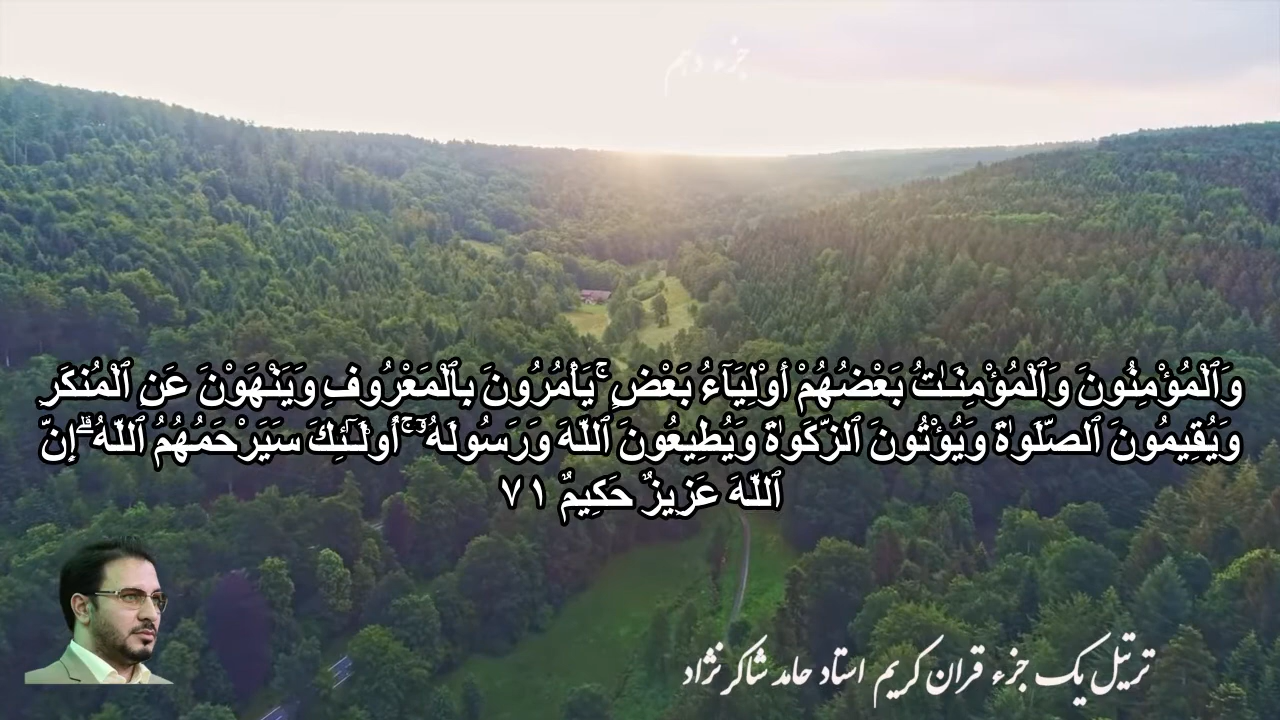 جزء دهم
وَٱلْمُؤْمِنُونَ وَٱلْمُؤْمِنَـٰتُ بَعْضُهُمْ أَوْلِيَآءُ بَعْضٍ ۚ يَأْمُرُونَ بِٱلْمَعْرُوفِ وَيَنْهَوْنَ عَنِ ٱلْمُنكَرِ
وَيُقِيمُونَ ٱلصَّلَوٰةَ وَيُؤْتُونَ ٱلزَّكَوٰةَ وَيُطِيعُونَ ٱللَّهَ وَرَسُولَهُۥٓ ۚ أُو۟لَـٰٓئِكَ سَيَرْحَمُهُمُ ٱللَّهُ ۗ إِنَّ
ٱللَّهَ عَزِيزٌ حَكِيمٌ ٧١
ترتیل یک جزء قران کریم استاد حامد شاکرنژاد